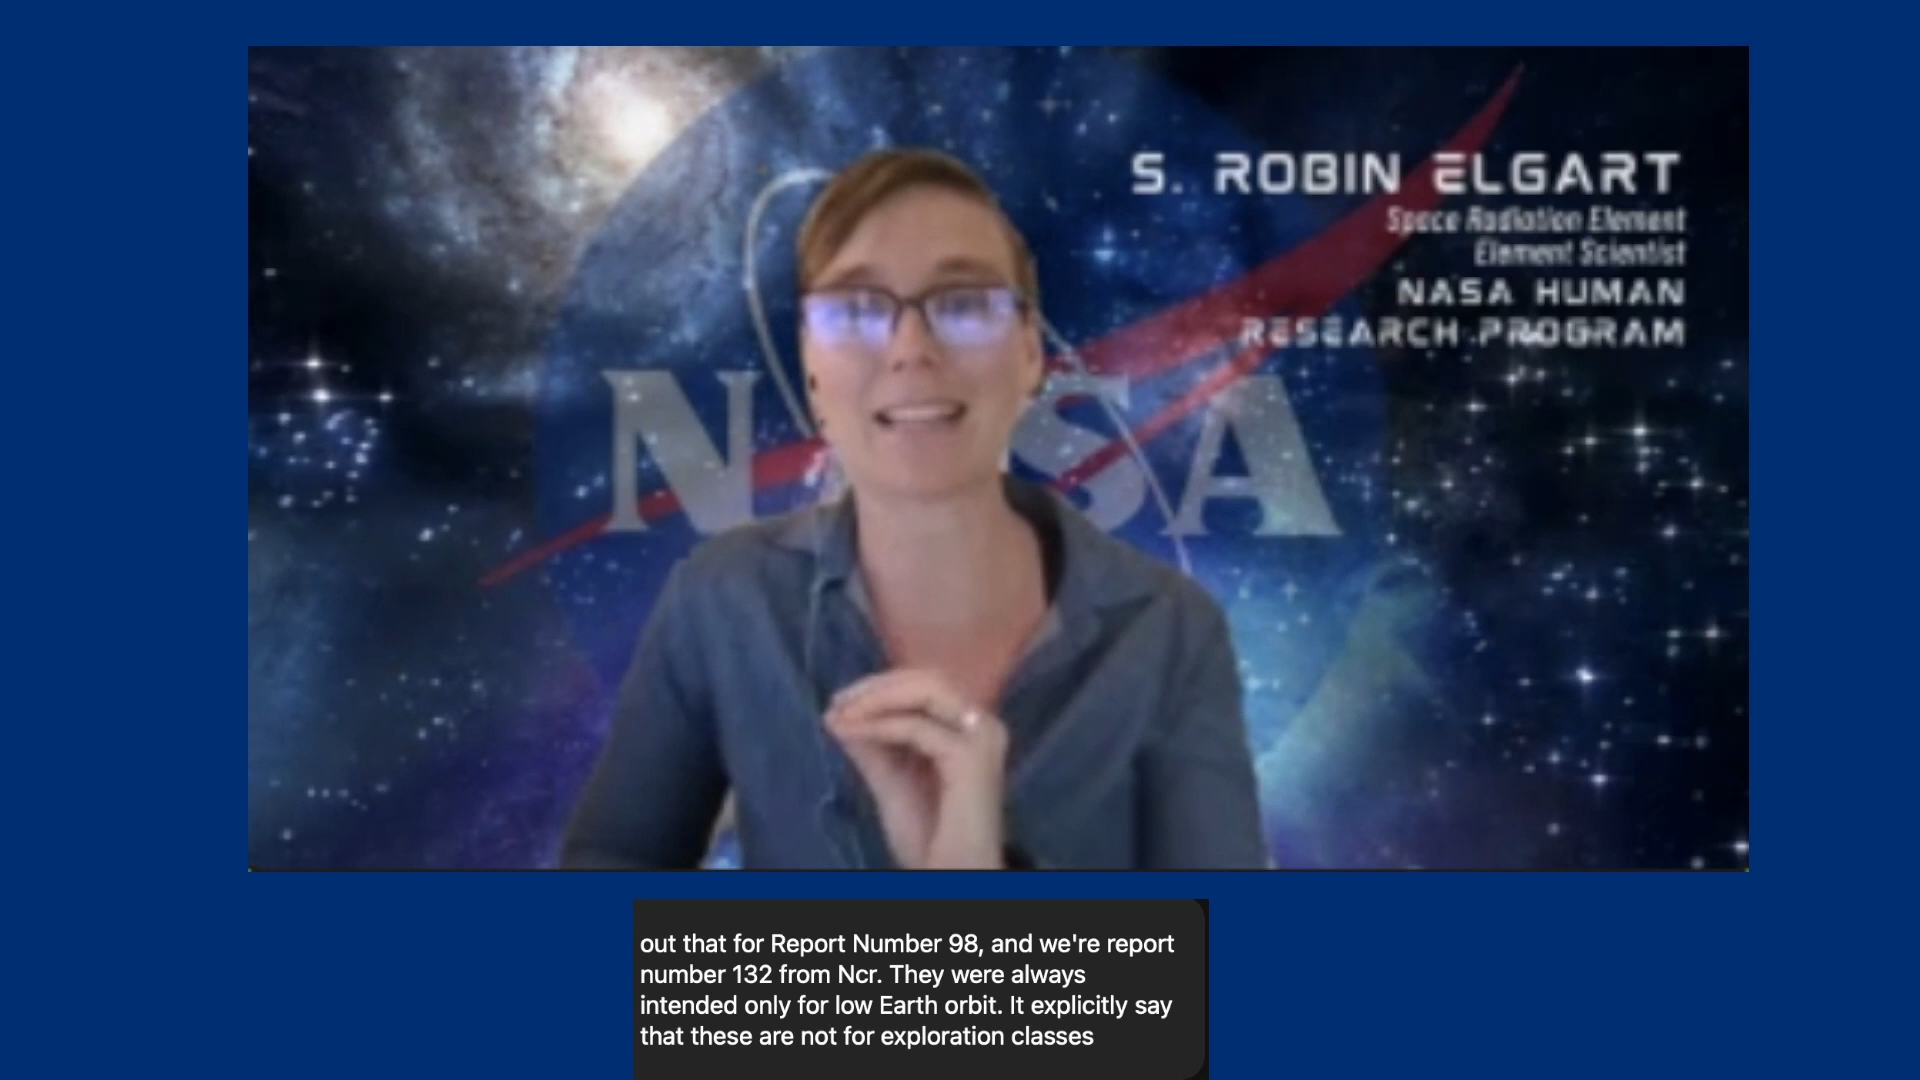 S. ROBIN ELGART
Space Radiation Element
Element Scientist
NASA HUMAN
RESEARCH PROGRAM
NASA
out that for Report Number 98, and we're report
number 132 from Ncr. They were always
intended only for low Earth orbit. It explicitly say
that these are not for exploration classes